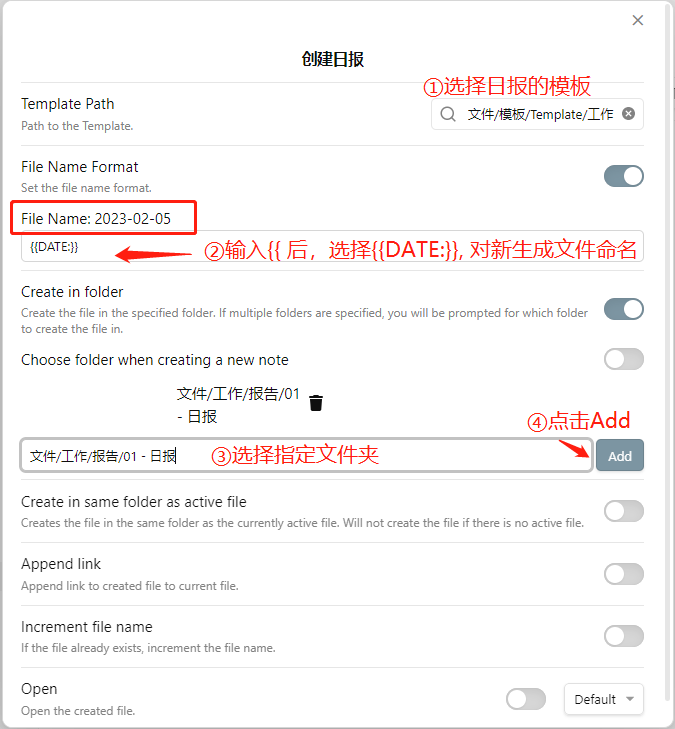 创建日报
①选择日报的模板
Template Path
Path to the Template.
文件/模板/Template/工作
File Name Format
Set the file name format.
File Name: 2023-02-05
{{DATE:}}
②输入{{ 后，选择{{DATE:}}, 对新生成文件命名
Create in folder
Create the file in the specified folder. If multiple folders are specified, you will be prompted for which folder
to create the file in.
Choose folder when creating a new note
文件/工作/报告/01
- 日报
④点击Add
文件/工作/报告/01 - 日报
③选择指定文件夹
Add
Create in same folder as active file
Creates the file in the same folder as the currently active file. Will not create the file if there is no active file.
Append link
Append link to created file to current file.
Increment file name
If the file already exists, increment the file name.
Open
Open the created file.
Default